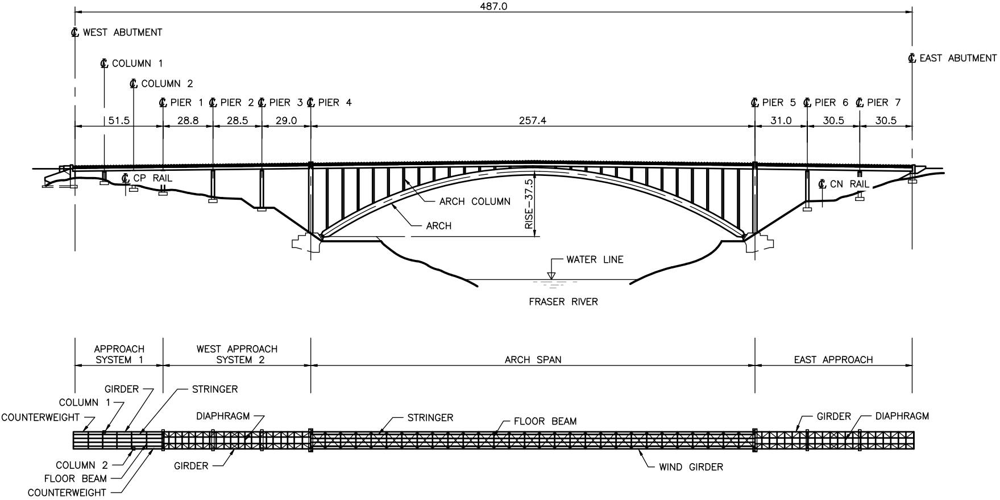 487.0
℄ WEST ABUTMENT
℄ EAST ABUTMENT
℄ COLUMN 1
℄ COLUMN 2
℄ PIER 1 ℄ PIER 2 ℄ PIER 3 ℄ PIER 4 ℄ PIER 5 ℄ PIER 6 ℄ PIER 7
51.5 28.8 28.5 29.0 257.4 31.0 30.5 30.5
℄ CP RAIL
℄ CN RAIL
ARCH COLUMN
RISE-37.5
ARCH
WATER LINE
FRASER RIVER
APPROACH
SYSTEM 1
WEST APPROACH
SYSTEM 2
ARCH SPAN
EAST APPROACH
GIRDER
STRINGER
COLUMN 1
COUNTERWEIGHT
DIAPHRAGM
STRINGER
FLOOR BEAM
GIRDER
DIAPHRAGM
COLUMN 2
GIRDER
WIND GIRDER
FLOOR BEAM
COUNTERWEIGHT